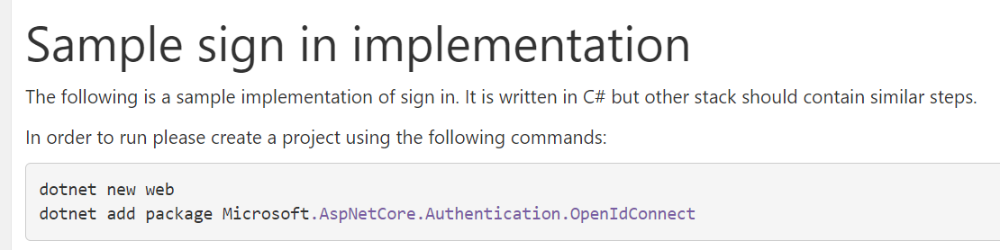 Sample sign in implementation
The following is a sample implementation of sign in. It is written in C# but other stack should contain similar steps.
In order to run please create a project using the following commands:
dotnet new web
dotnet add package Microsoft.AspNetCore.Authentication.OpenIdConnect